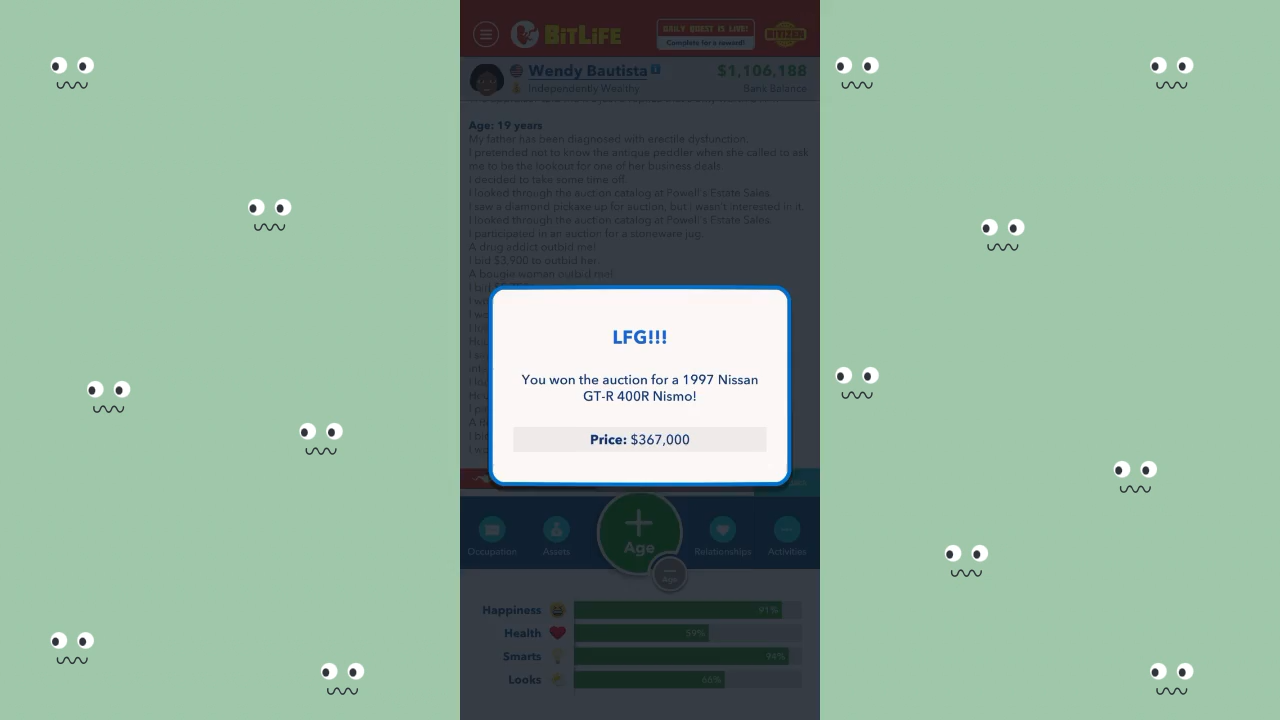 DAILY QUEST IS LIVE!
BitLife
Complete for a reward!
BITIZEN
Wendy Bautista
$1,106,188
Independently Wealthy
Bank Balance
Age: 19 years
My father has been diagnosed with erectile dysfunction.
I pretended not to know the antique peddler when she called to ask
me to be the lookout for one of her business deals.
I decided to take some time off.
I looked through the auction catalog at Powell's Estate Sales.
I saw a diamond pickaxe up for auction, but I wasn't interested in it.
I looked through the auction catalog at Powell's Estate Sales.
I participated in an auction for a stoneware jug.
A drug addict outbid me!
I bid $3,900 to outbid her.
A bougie woman outbid me!
LFG!!!
You won the auction for a 1997 Nissan
GT-R 400R Nismo!
Price: $367,000
Occupation
Assets
Age
Relationships
Activities
Age
Happiness 91%
Health 59%
Smarts 94%
Looks 65%